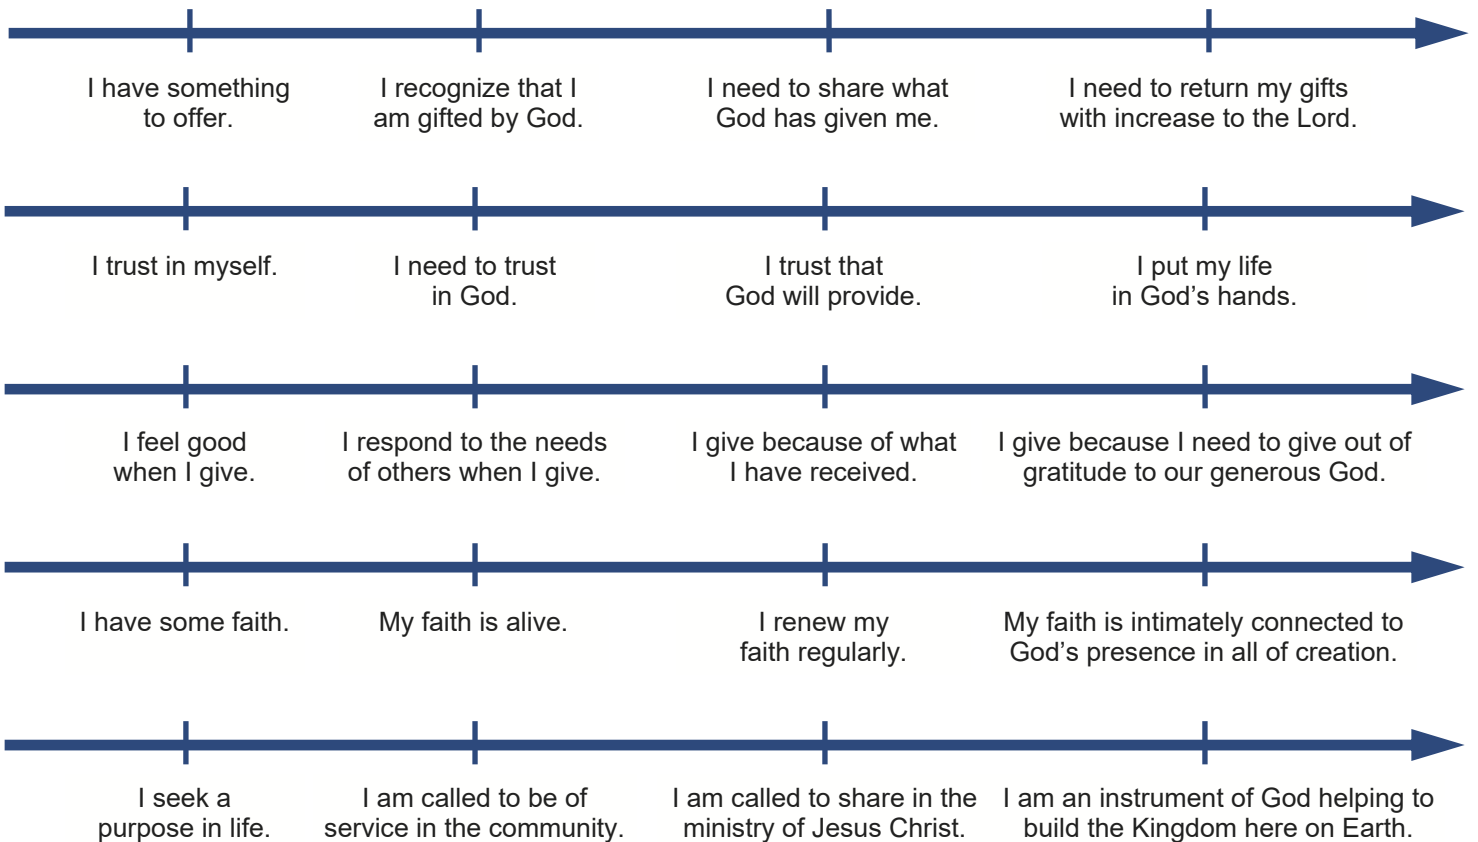 I have something
to offer.
I recognize that I
am gifted by God.
I need to share what
God has given me.
I need to return my gifts
with increase to the Lord.
I trust in myself.
I need to trust
in God.
I trust that
God will provide.
I put my life
in God’s hands.
I feel good
when I give.
I respond to the needs
of others when I give.
I give because of what
I have received.
I give because I need to give out of
gratitude to our generous God.
I have some faith.
My faith is alive.
I renew my
faith regularly.
My faith is intimately connected to
God’s presence in all of creation.
I seek a
purpose in life.
I am called to be of
service in the community.
I am called to share in the
ministry of Jesus Christ.
I am an instrument of God helping to
build the Kingdom here on Earth.